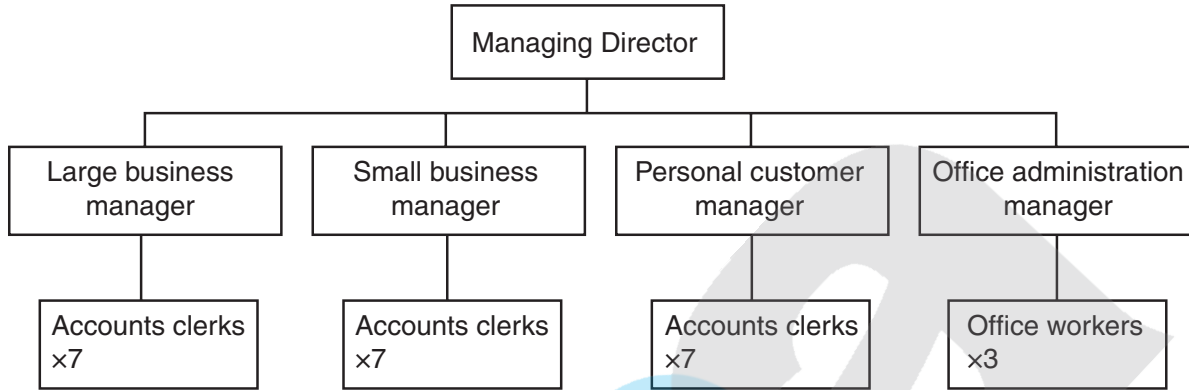 Managing Director
Large business
manager
Small business
manager
Personal customer
manager
Office administration
manager
Accounts clerks
×7
Accounts clerks
×7
Accounts clerks
×7
Office workers
×3